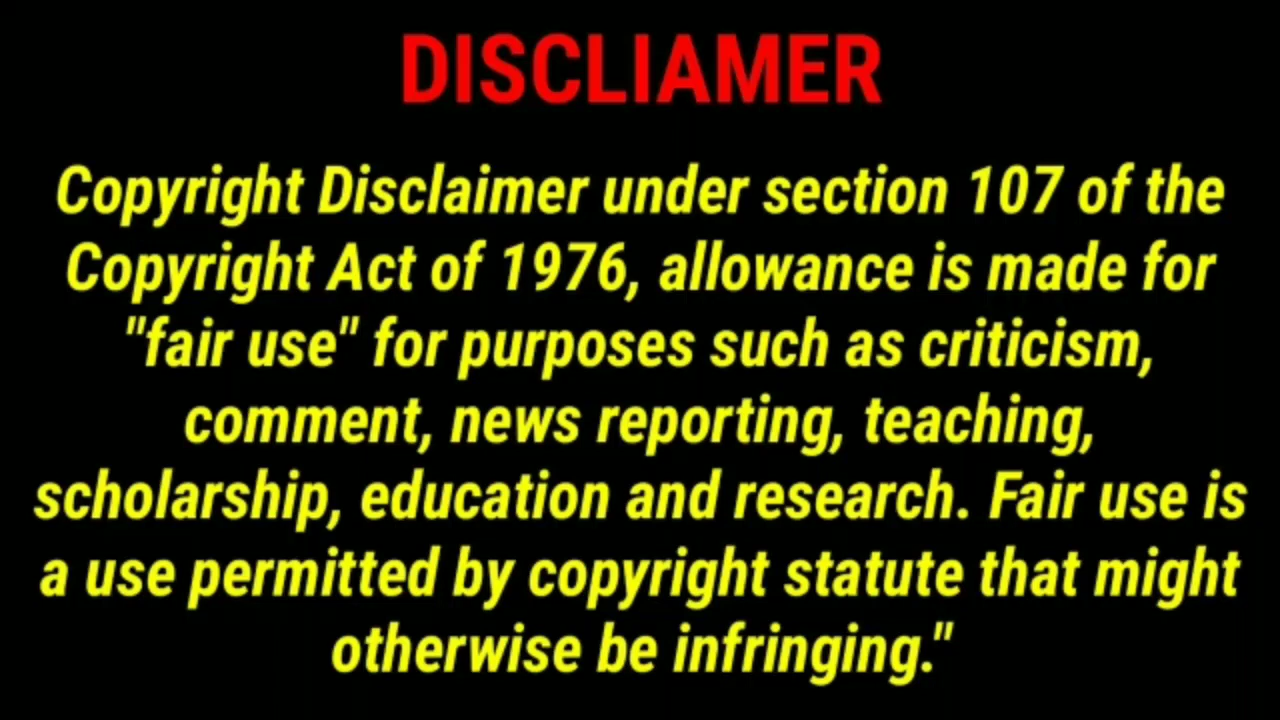 DISCLIAMER
Copyright Disclaimer under section 107 of the
Copyright Act of 1976, allowance is made for
"fair use" for purposes such as criticism,
comment, news reporting, teaching,
scholarship, education and research. Fair use is
a use permitted by copyright statute that might
otherwise be infringing."